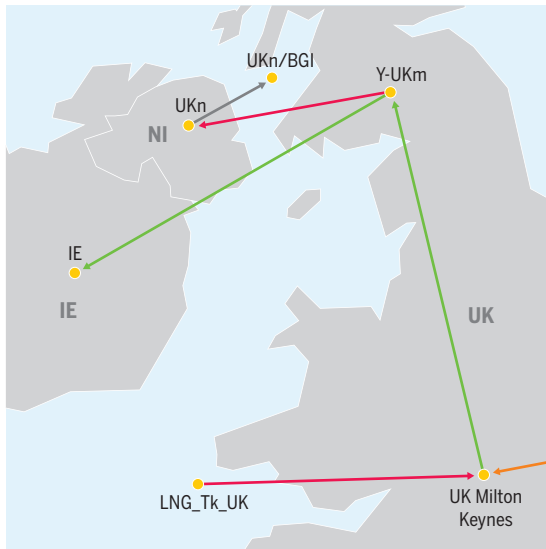 UKn/BGI
Y-UKm
UKn
NI
IE
IE
UK
LNG_Tk_UK
UK Milton
Keynes